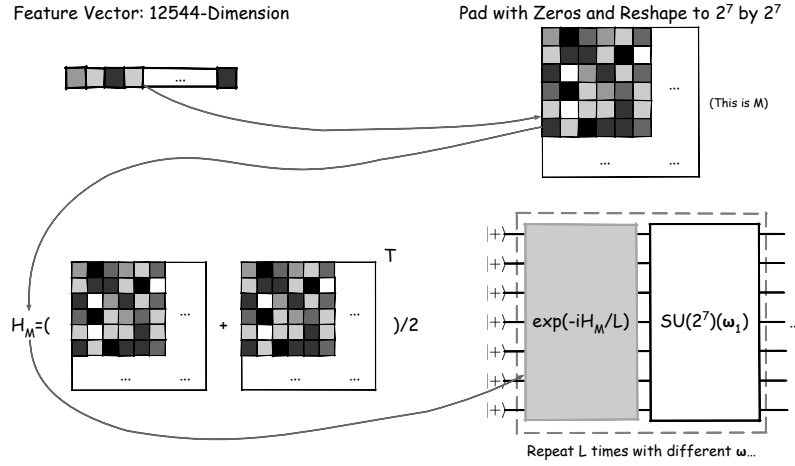 Feature Vector: 12544-Dimension
Pad with Zeros and Reshape to 2⁷ by 2⁷
...
...
(This is M)
... ...
|+⟩
|+⟩
|+⟩
|+⟩
|+⟩
|+⟩
|+⟩
exp(-iH_M/L)
SU(2⁷)(ω₁)
...
H_M=(
...
... ...
+
...
... ...
T
)/2
Repeat L times with different ω...